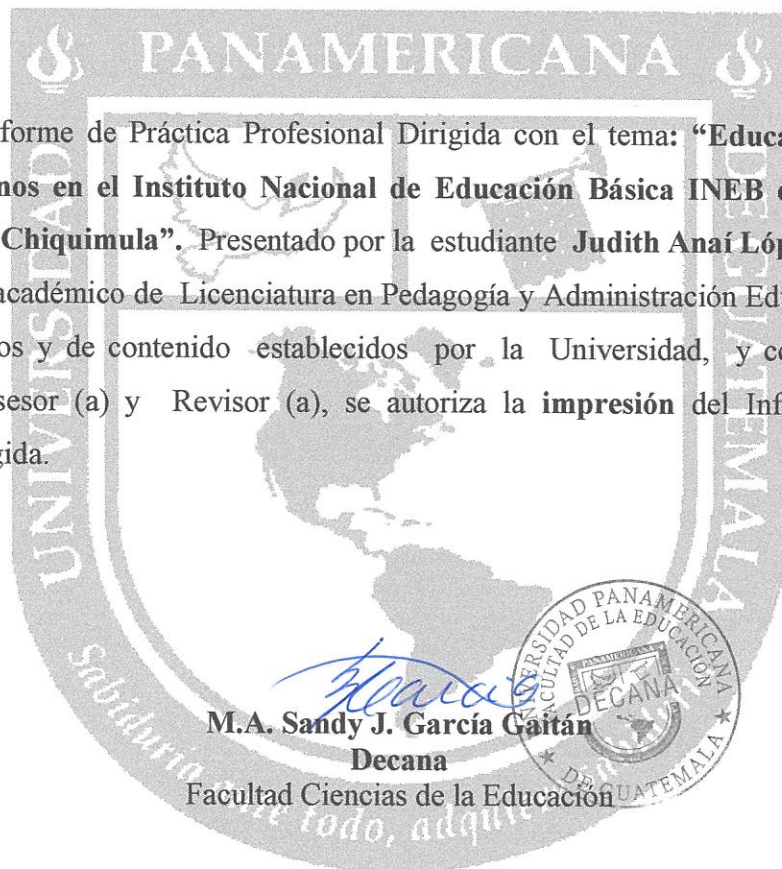 PANAMERICANA
UNIVERSIDAD
DE GUATEMALA
forme de Práctica Profesional Dirigida con el tema: “Educa
nos en el Instituto Nacional de Educación Básica INEB
Chiquimula”. Presentado por la estudiante Judith Anaí Lóp
académico de Licenciatura en Pedagogía y Administración Ed
os y de contenido establecidos por la Universidad, y c
sesor (a) y Revisor (a), se autoriza la impresión del Inf
gida.
UNIVERSIDAD PANAMERICANA
FACULTAD DE LA EDUCACIÓN
PANAMERICANA
DECANA
DE GUATEMALA
M.A. Sandy J. García Gaitán
Decana
Facultad Ciencias de la Educación
Sabiduría ante todo,